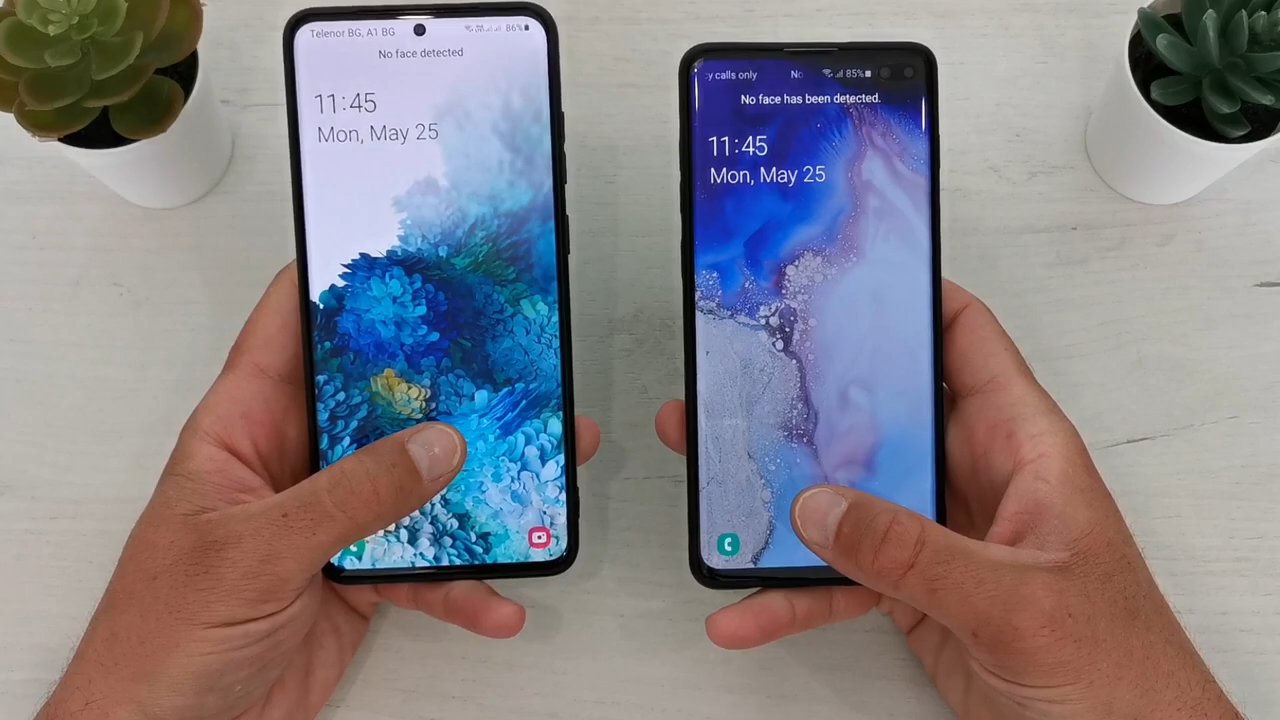 Telenor BG, A1 BG 86%
No face detected
11:45
Mon, May 25
y calls only No 85%
No face has been detected.
11:45
Mon, May 25